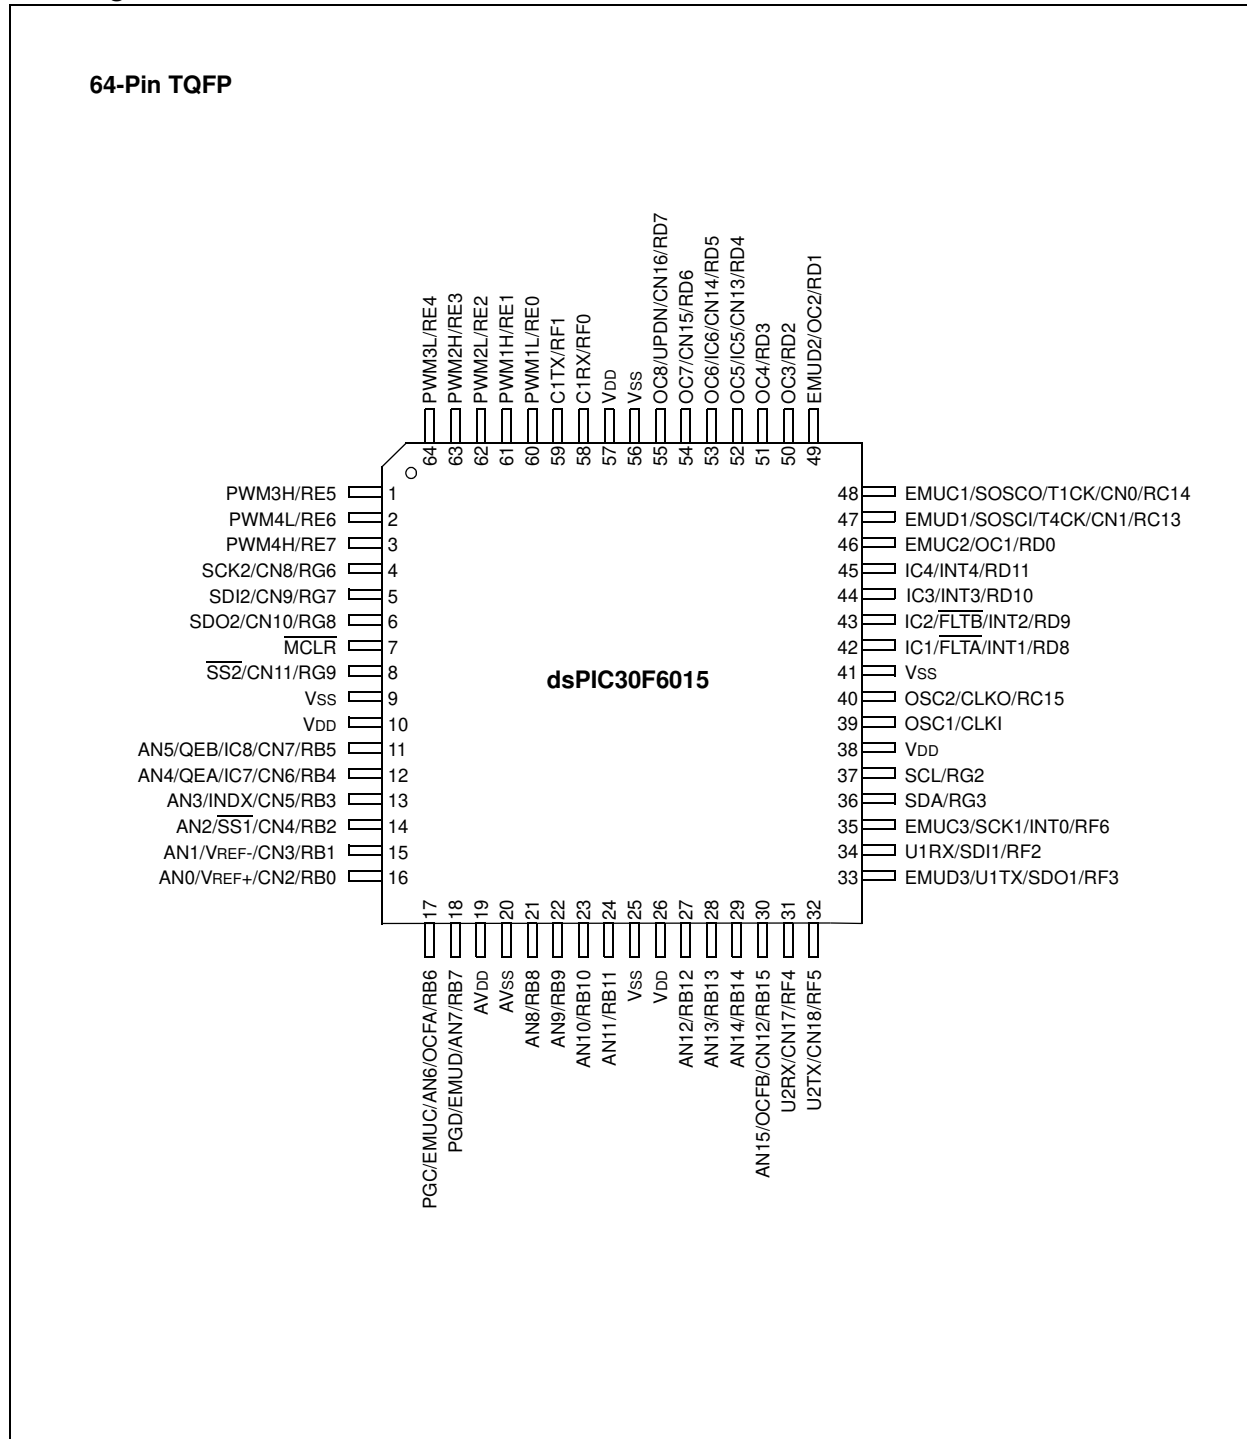 64-Pin TQFP
PWM3L/RE4
PWM2H/RE3
PWM2L/RE2
PWM1H/RE1
PWM1L/RE0
C1TX/RF1
C1RX/RF0
VDD
VSS
OC8/UPDN/CN16/RD7
OC7/CN15/RD6
OC6/IC6/CN14/RD5
OC5/IC5/CN13/RD4
OC4/RD3
OC3/RD2
EMUD2/OC2/RD1
64 63 62 61 60 59 58 57 56 55 54 53 52 51 50 49
PWM3H/RE5 1
PWM4L/RE6 2
PWM4H/RE7 3
SCK2/CN8/RG6 4
SDI2/CN9/RG7 5
SDO2/CN10/RG8 6
MCLR 7
SS2/CN11/RG9 8
VSS 9
VDD 10
AN5/QEB/IC8/CN7/RB5 11
AN4/QEA/IC7/CN6/RB4 12
AN3/INDX/CN5/RB3 13
AN2/SS1/CN4/RB2 14
AN1/VREF-/CN3/RB1 15
AN0/VREF+/CN2/RB0 16
dsPIC30F6015
48 EMUC1/SOSCO/T1CK/CN0/RC14
47 EMUD1/SOSCI/T4CK/CN1/RC13
46 EMUC2/OC1/RD0
45 IC4/INT4/RD11
44 IC3/INT3/RD10
43 IC2/FLTB/INT2/RD9
42 IC1/FLTA/INT1/RD8
41 VSS
40 OSC2/CLKO/RC15
39 OSC1/CLKI
38 VDD
37 SCL/RG2
36 SDA/RG3
35 EMUC3/SCK1/INT0/RF6
34 U1RX/SDI1/RF2
33 EMUD3/U1TX/SDO1/RF3
17 18 19 20 21 22 23 24 25 26 27 28 29 30 31 32
PGC/EMUC/AN6/OCFA/RB6
PGD/EMUD/AN7/RB7
AVDD
AVSS
AN8/RB8
AN9/RB9
AN10/RB10
AN11/RB11
VSS
VDD
AN12/RB12
AN13/RB13
AN14/RB14
AN15/OCFB/CN12/RB15
U2RX/CN17/RF4
U2TX/CN18/RF5